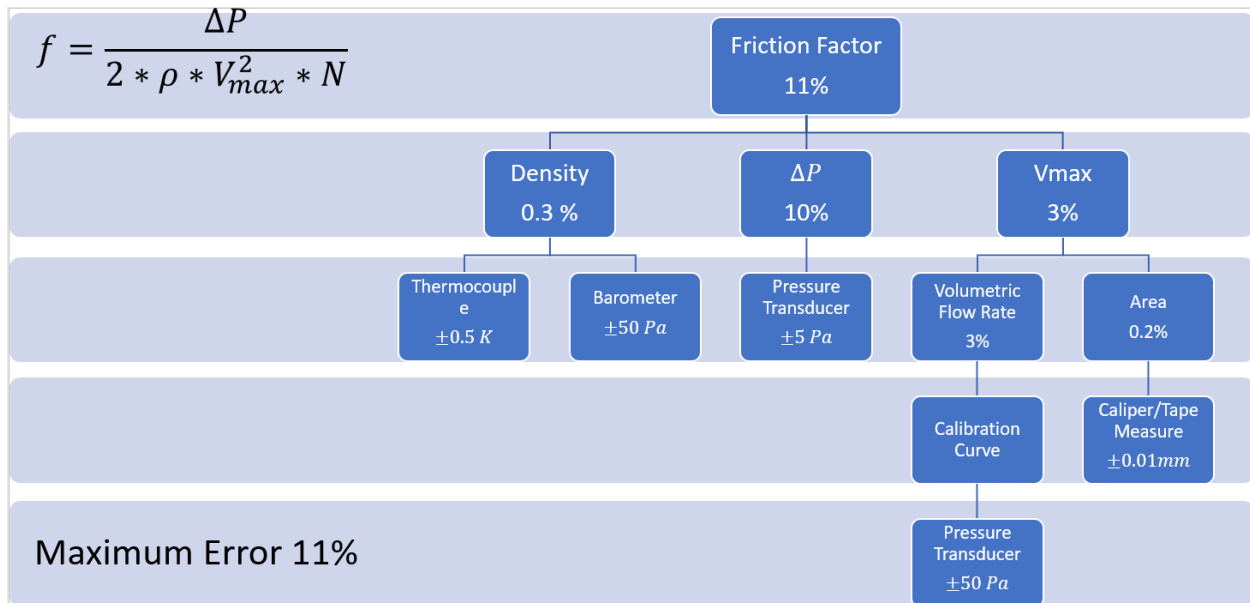 f = ΔP / (2 * ρ * V_max^2 * N)
Friction Factor
11%
Density
0.3 %
ΔP
10%
Vmax
3%
Thermocoupl
e
±0.5 K
Barometer
±50 Pa
Pressure
Transducer
±5 Pa
Volumetric
Flow Rate
3%
Area
0.2%
Calibration
Curve
Caliper/Tape
Measure
±0.01mm
Maximum Error 11%
Pressure
Transducer
±50 Pa